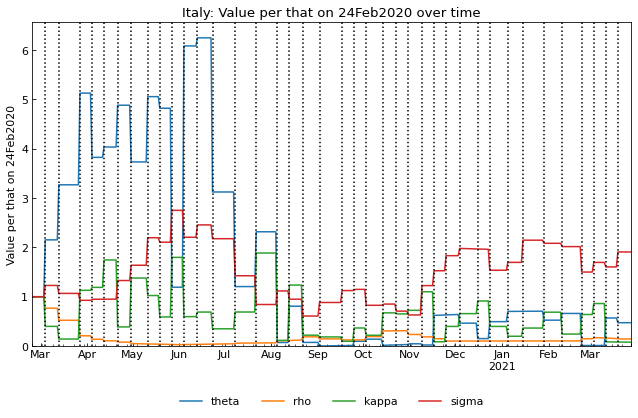 Italy: Value per that on 24Feb2020 over time
Value per that on 24Feb2020
6
5
4
3
2
1
0
Mar Apr May Jun Jul Aug Sep Oct Nov Dec Jan Feb Mar
2021
theta rho kappa sigma